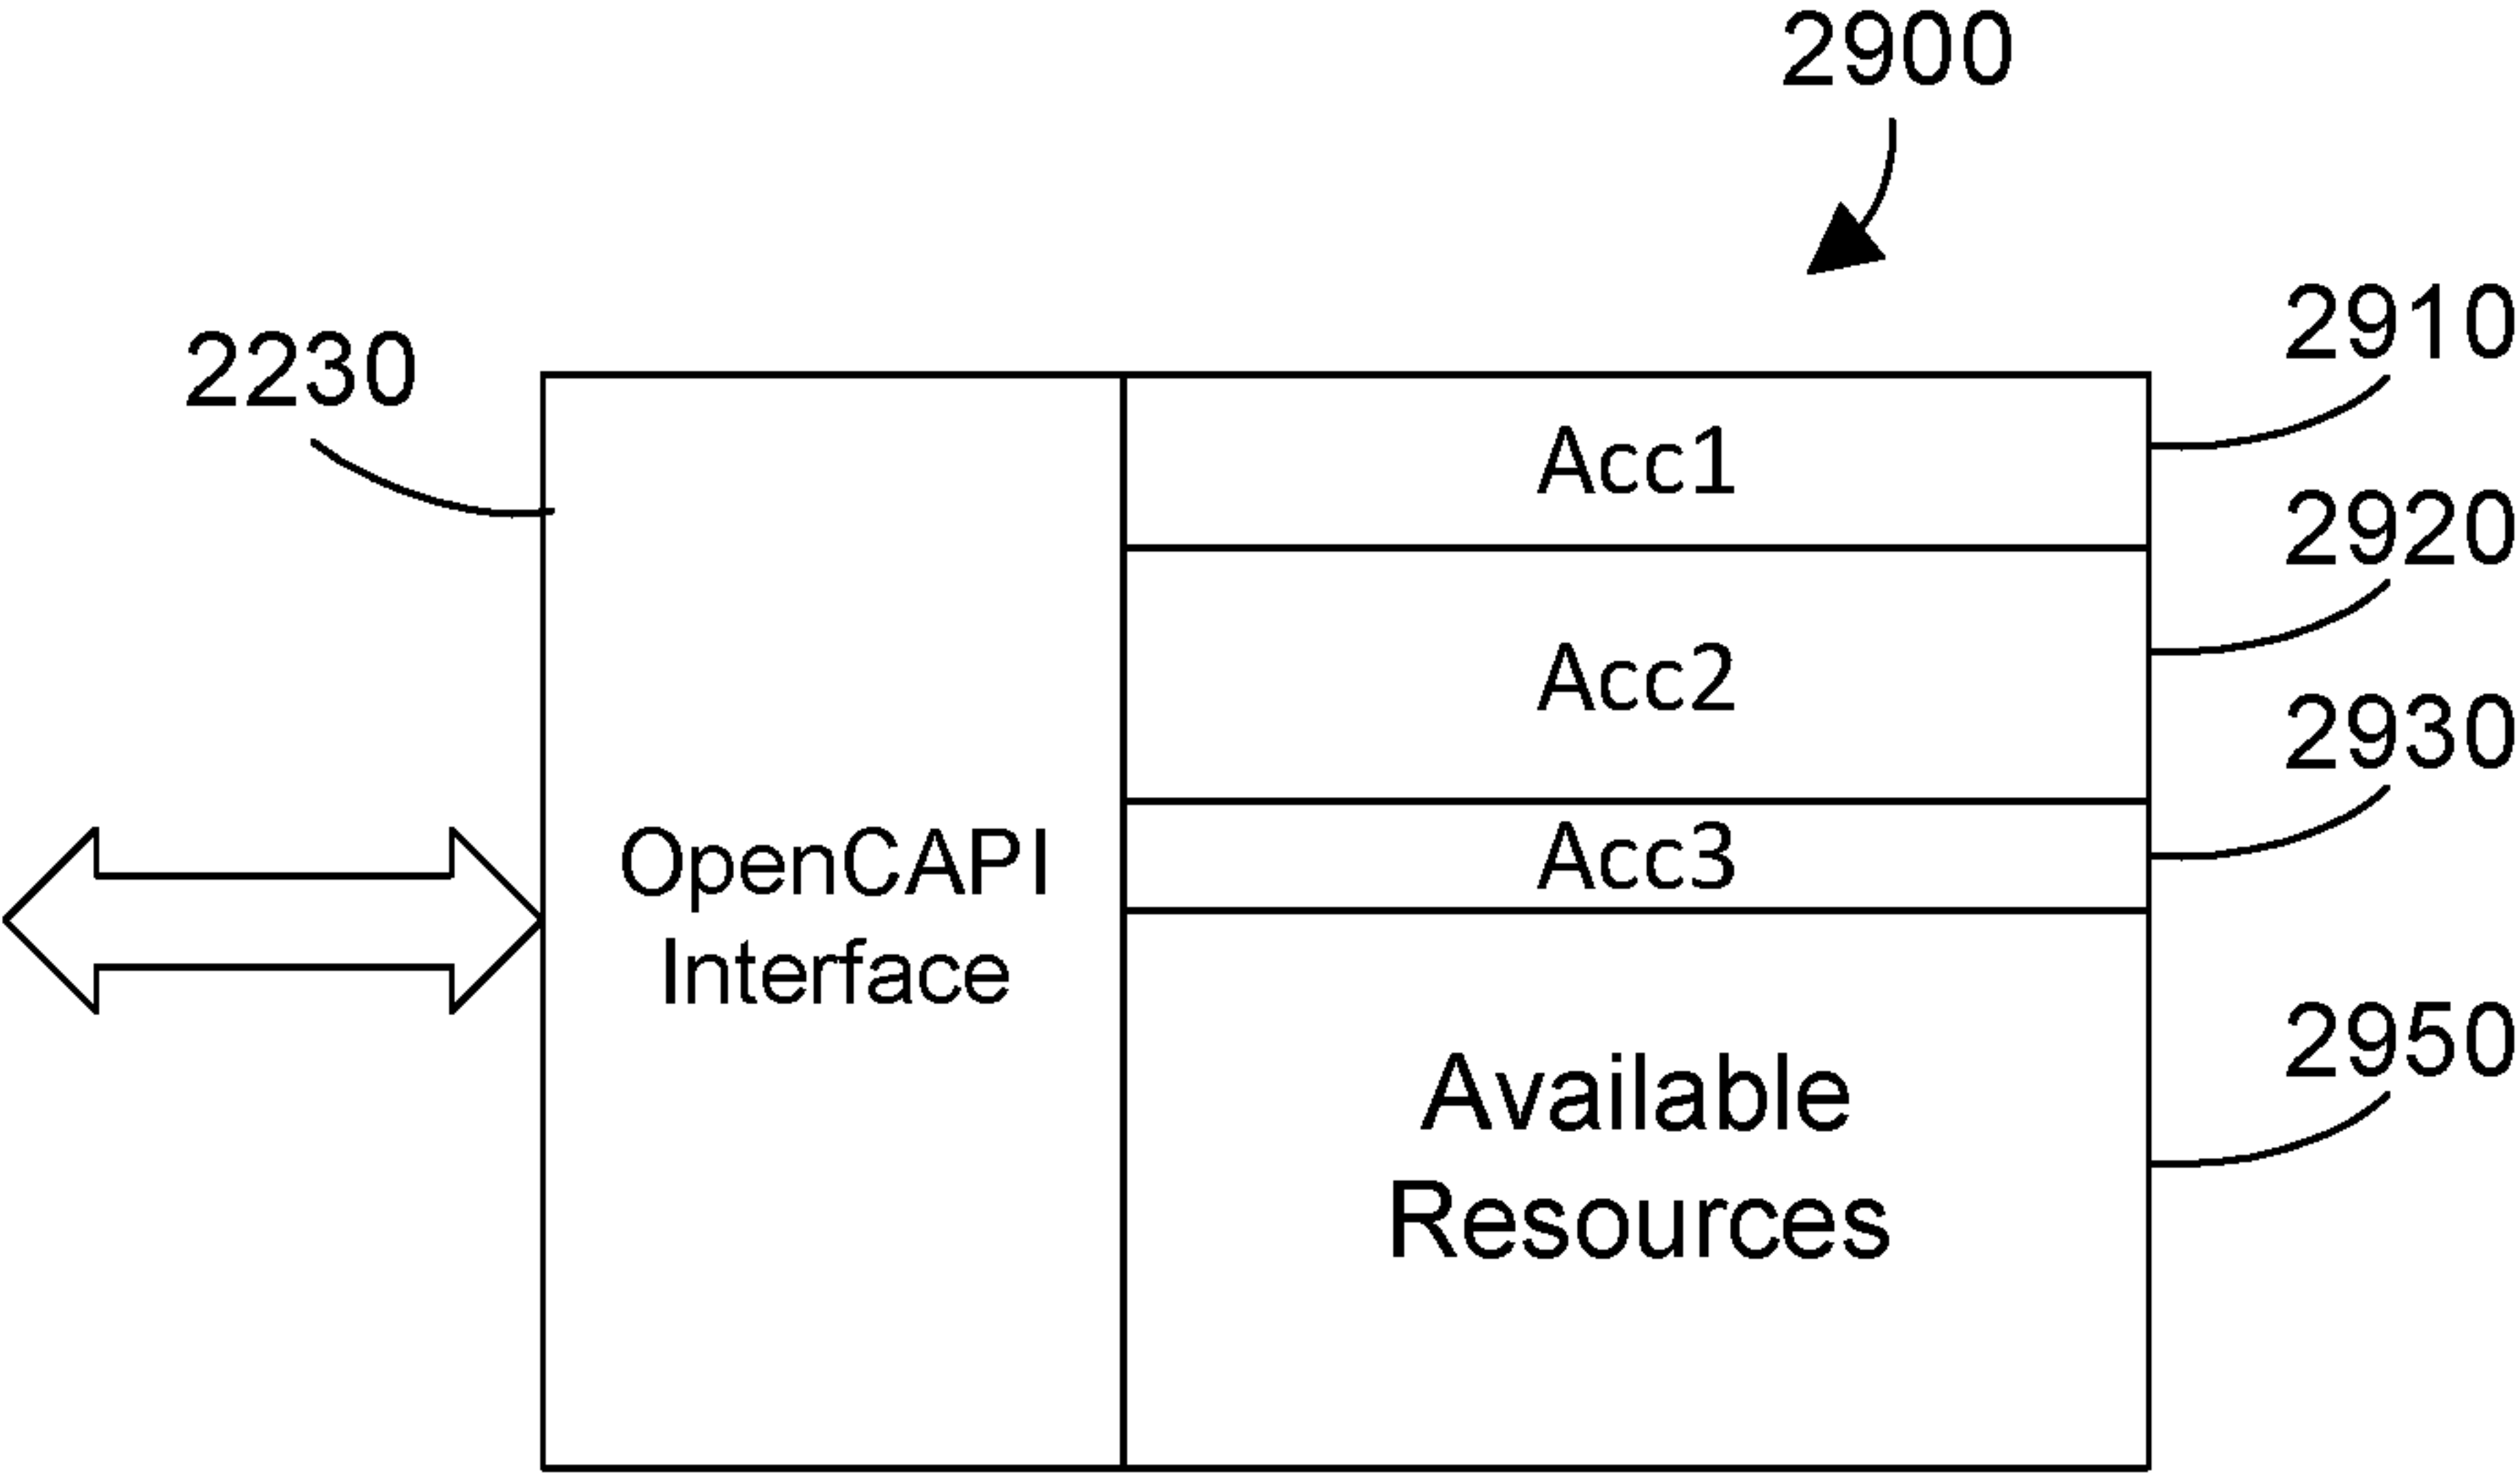 2900
2910
2230
Acc1
2920
Acc2
2930
Acc3
OpenCAPI
Interface
2950
Available
Resources